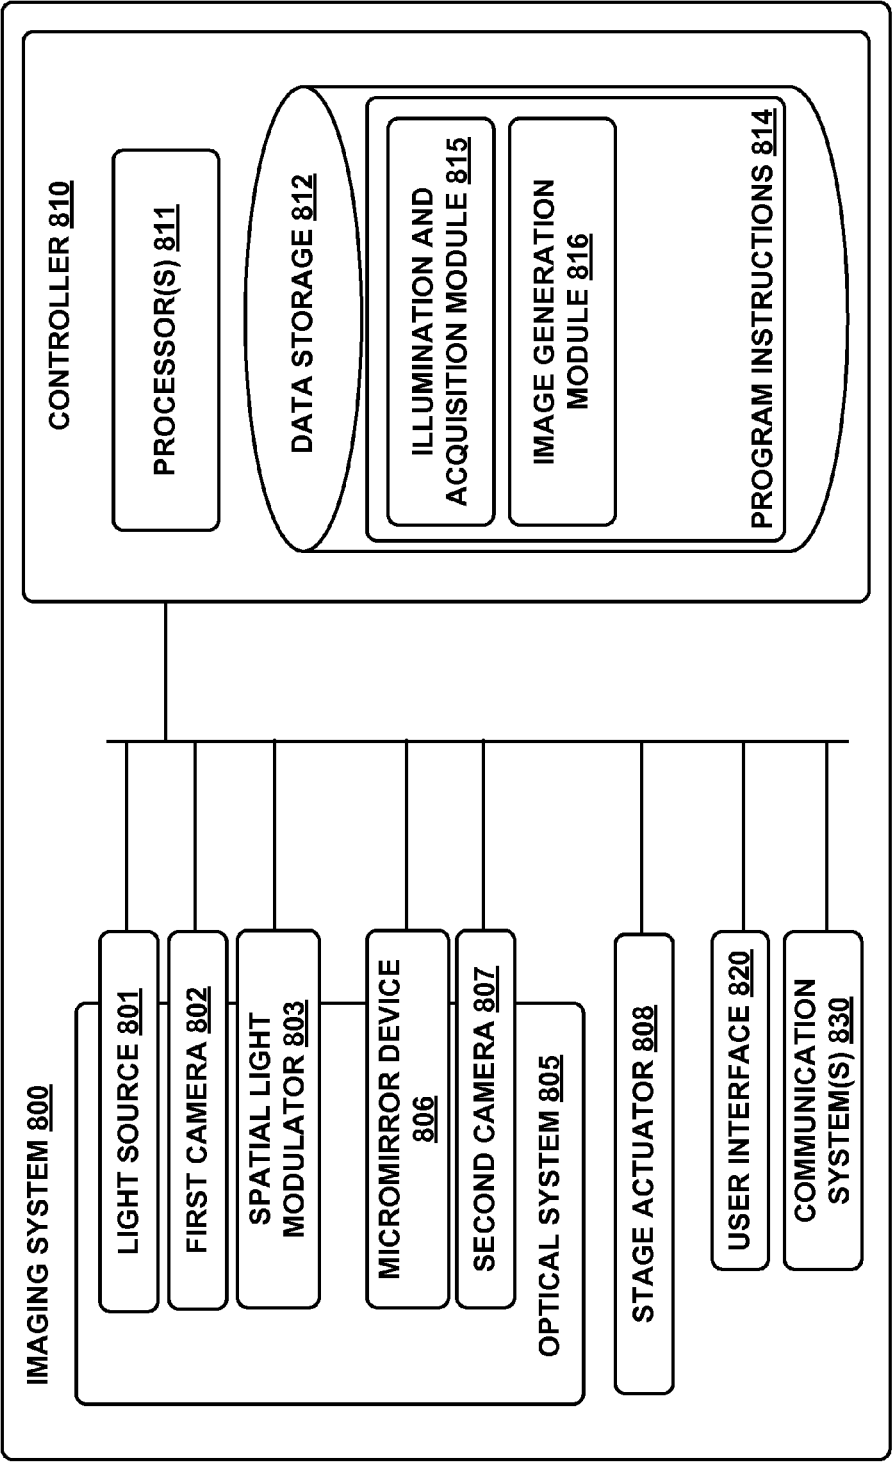 IMAGING SYSTEM 800
LIGHT SOURCE 801
FIRST CAMERA 802
SPATIAL LIGHT
MODULATOR 803
MICROMIRROR DEVICE
806
SECOND CAMERA 807
OPTICAL SYSTEM 805
STAGE ACTUATOR 808
USER INTERFACE 820
COMMUNICATION
SYSTEM(S) 830
CONTROLLER 810
PROCESSOR(S) 811
DATA STORAGE 812
ILLUMINATION AND
ACQUISITION MODULE 815
IMAGE GENERATION
MODULE 816
PROGRAM INSTRUCTIONS 814